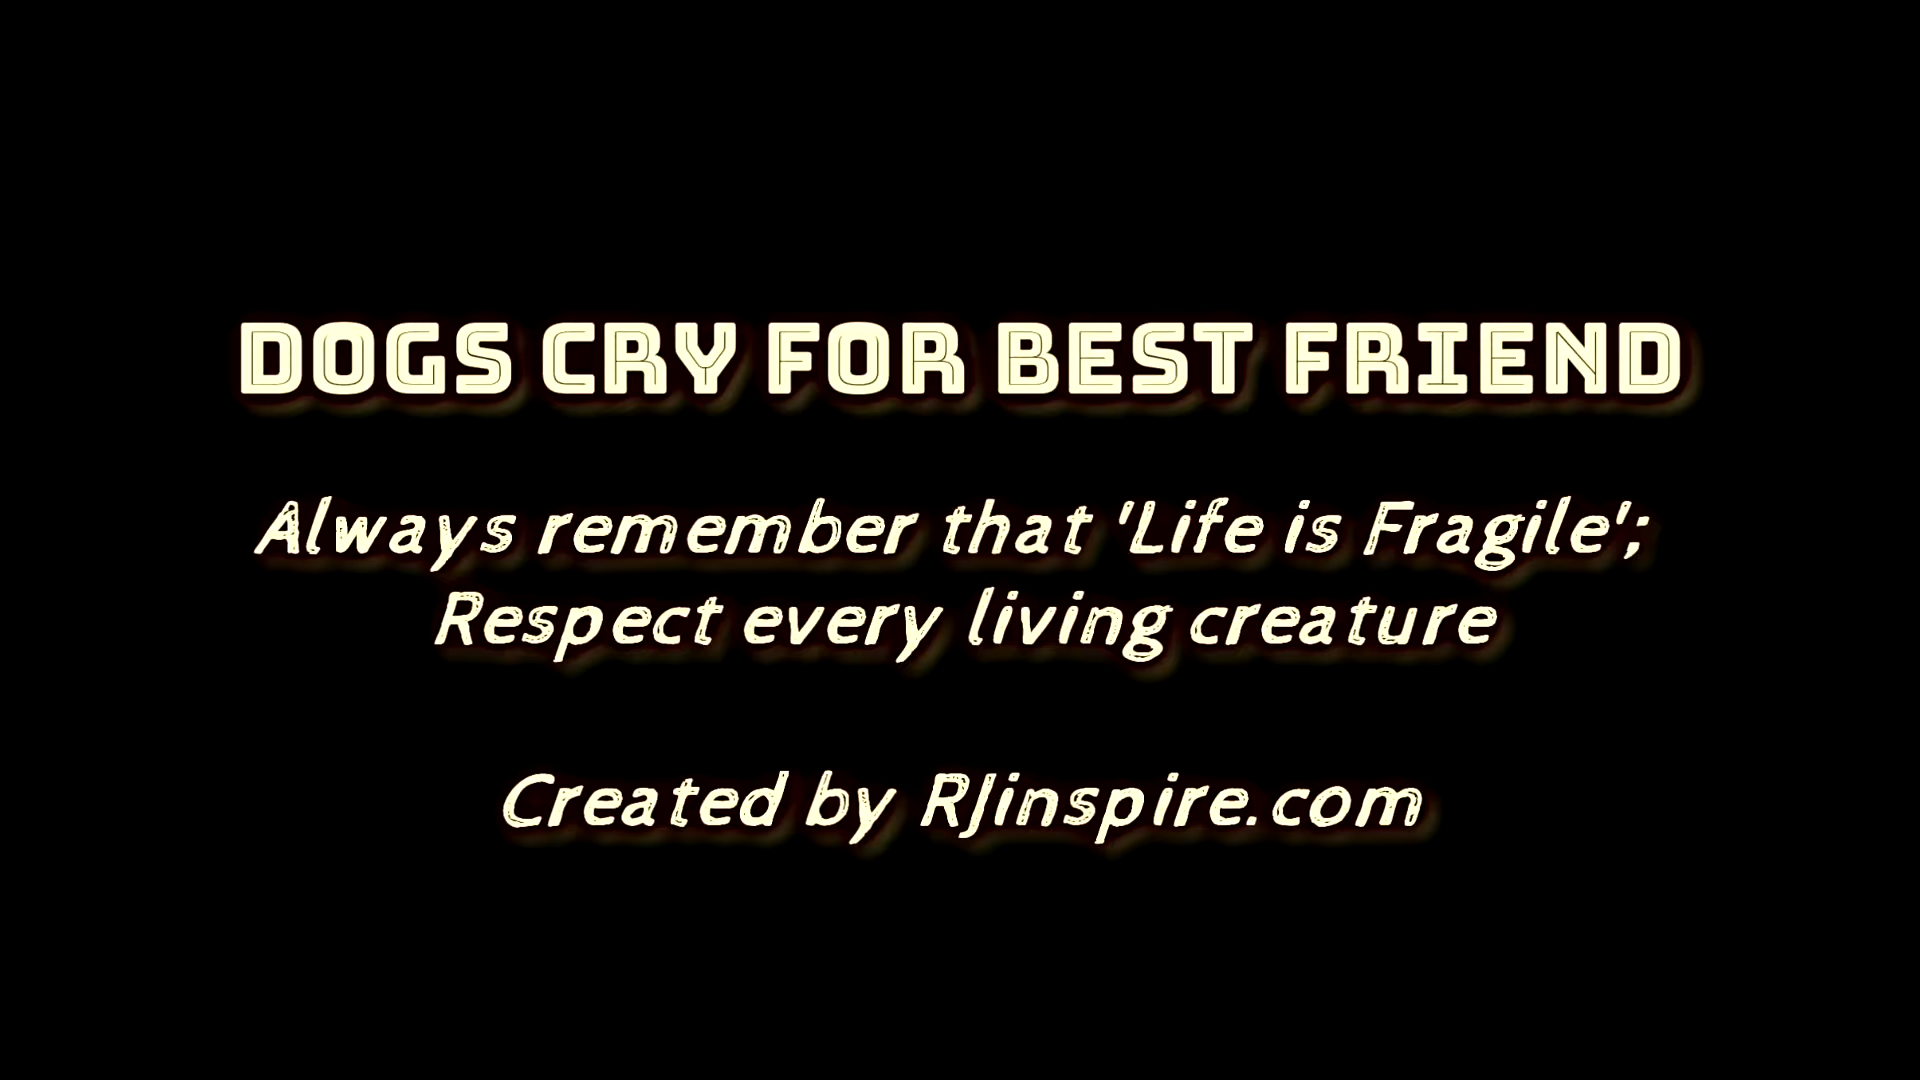 DOGS CRY FOR BEST FRIEND
Always remember that 'Life is Fragile';
Respect every living creature
Created by RJinspire.com